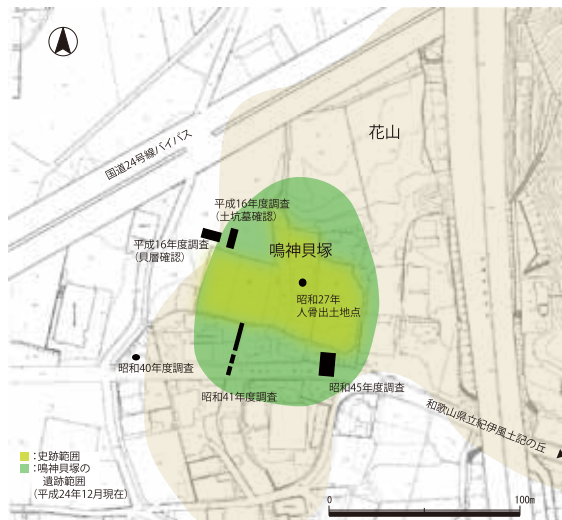 花山
国道24号線バイパス
平成16年度調査
(土坑墓確認)
平成16年度調査
(貝層確認)
鳴神貝塚
昭和27年
人骨出土地点
昭和40年度調査
昭和41年度調査
昭和45年度調査
和歌山県立紀伊風土記の丘
:史跡範囲
:鳴神貝塚の
遺跡範囲
(平成24年12月現在)
0 100m